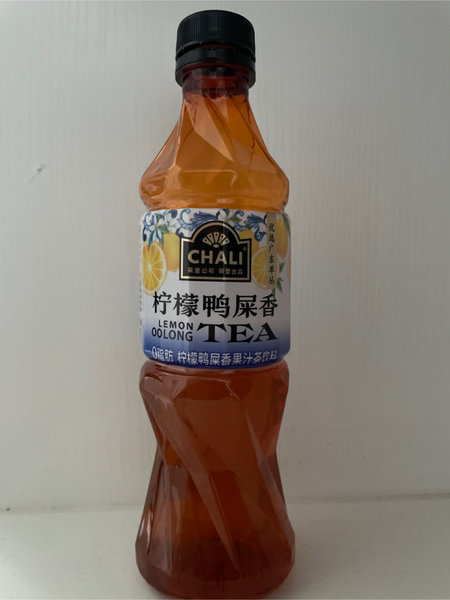 CHALI
茶里公司 荣誉出品
优选广东单丛
柠檬鸭屎香
LEMON
OOLONG TEA
0脂肪 柠檬鸭屎香果汁茶饮料